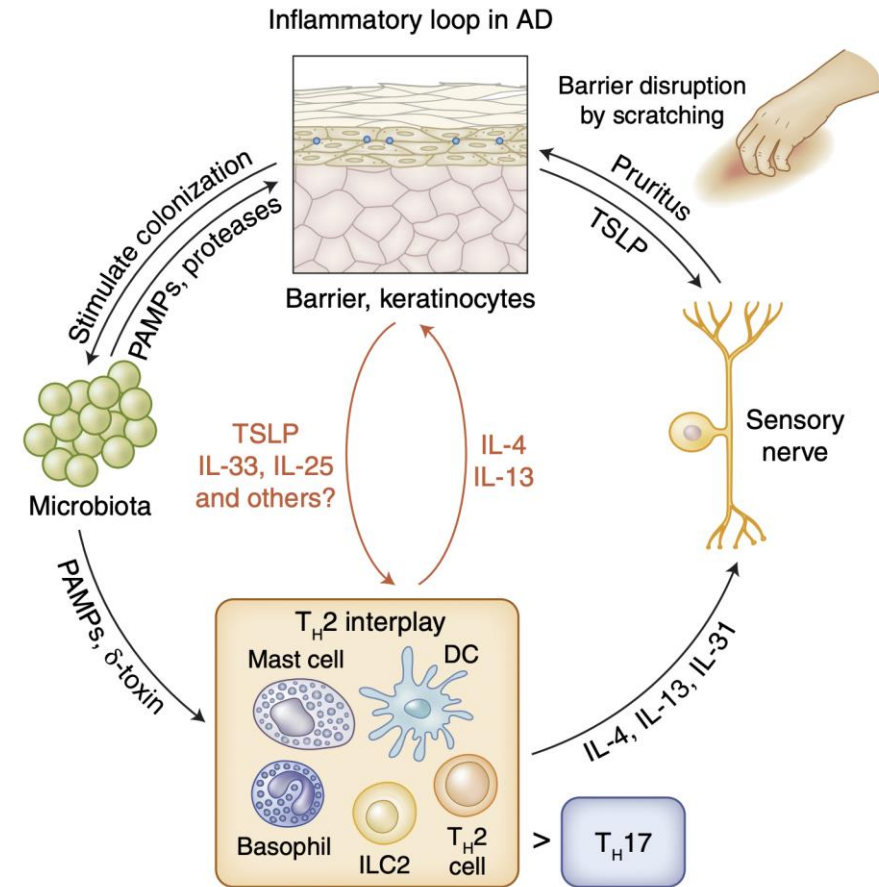 Inflammatory loop in AD
Barrier disruption
by scratching
Pruritus
TSLP
Stimulate colonization
PAMPs, proteases
Barrier, keratinocytes
TSLP
IL-33, IL-25
and others?
IL-4
IL-13
Sensory
nerve
Microbiota
PAMPs, δ-toxin
IL-4, IL-13, IL-31
TH2 interplay
Mast cell
DC
Basophil
ILC2
TH2
cell
>
TH17